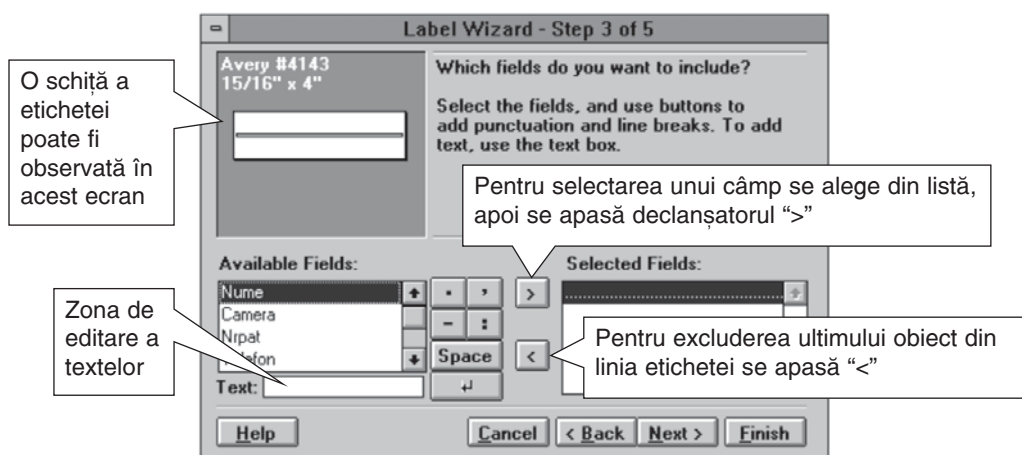 Label Wizard - Step 3 of 5
Avery #4143
15/16" x 4"
Which fields do you want to include?
Select the fields, and use buttons to
add punctuation and line breaks. To add
text, use the text box.
O schiță a
etichetei
poate fi
observată în
acest ecran
Pentru selectarea unui câmp se alege din listă,
apoi se apasă declanșatorul “>”
Available Fields:
Selected Fields:
Nume
Camera
Nrpat
. , >
- :
Space <
Text:
Zona de
editare a
textelor
Pentru excluderea ultimului obiect din
linia etichetei se apasă “<”
Help
Cancel
< Back
Next >
Finish